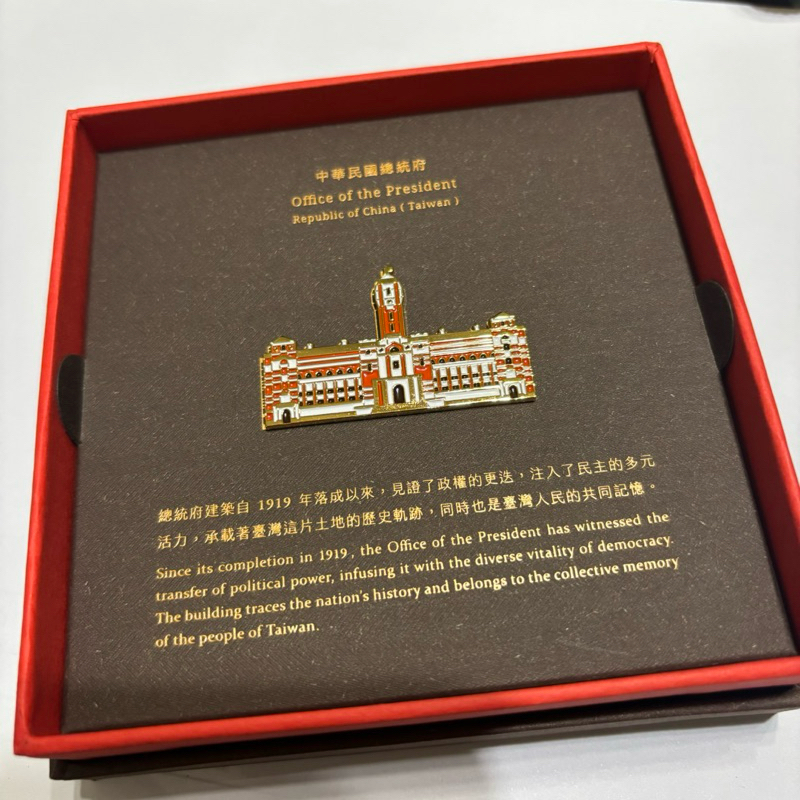 中華民國總統府
Office of the President
Republic of China ( Taiwan )
總統府建築自 1919 年落成以來，見證了政權的更迭，注入了民主的多元
活力，承載著臺灣這片土地的歷史軌跡，同時也是臺灣人民的共同記憶。
Since its completion in 1919 , the Office of the President has witnessed the
transfer of political power, infusing it with the diverse vitality of democracy.
The building traces the nation's history and belongs to the collective memory
of the people of Taiwan.